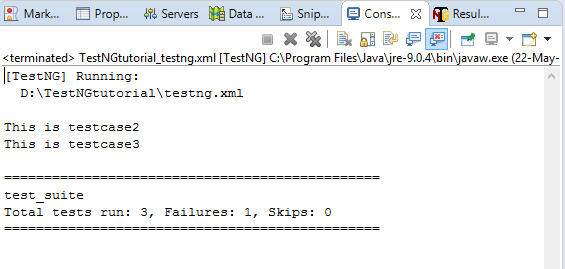 Mark... Prop... Servers Data ... Snip... Cons... Resul...
<terminated> TestNGtutorial_testng.xml [TestNG] C:\Program Files\Java\jre-9.0.4\bin\javaw.exe (22-May-
[TestNG] Running:
D:\TestNGtutorial\testng.xml
This is testcase2
This is testcase3
===============================================
test_suite
Total tests run: 3, Failures: 1, Skips: 0
===============================================